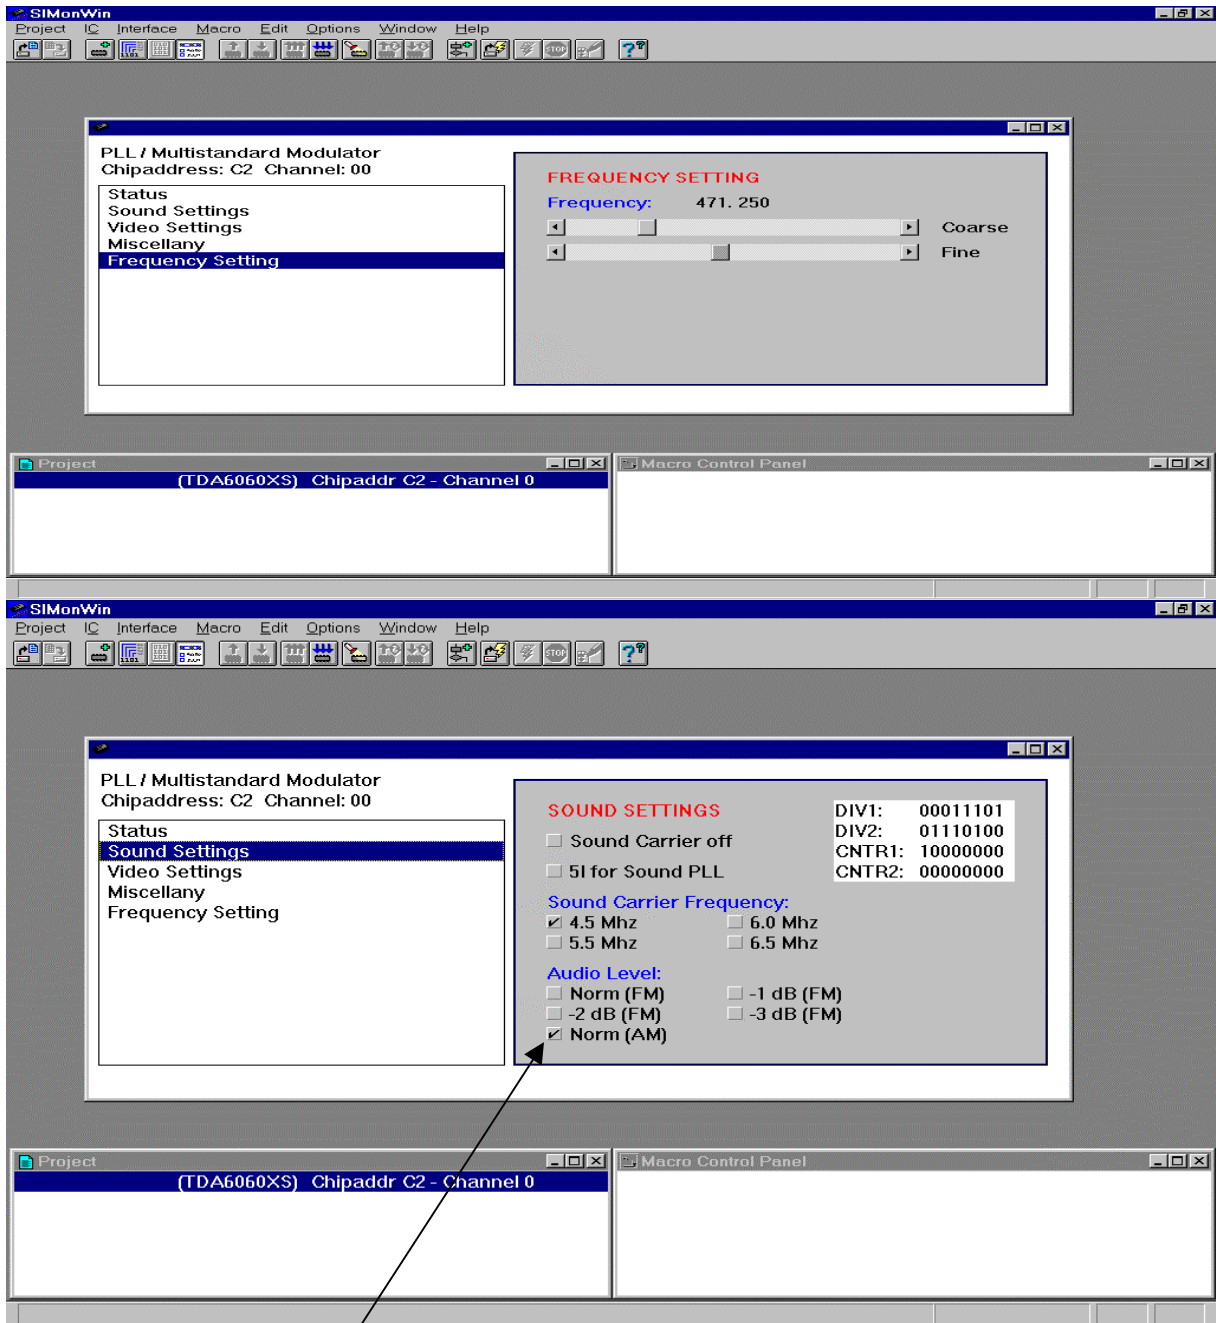 SIMonWin
Project IC Interface Macro Edit Options Window Help
PLL / Multistandard Modulator
Chipaddress: C2 Channel: 00
Status
Sound Settings
Video Settings
Miscellany
Frequency Setting
FREQUENCY SETTING
Frequency: 471. 250
Coarse
Fine
Project
(TDA6060XS) Chipaddr C2 - Channel 0
Macro Control Panel
SIMonWin
Project IC Interface Macro Edit Options Window Help
STOP
PLL / Multistandard Modulator
Chipaddress: C2 Channel: 00
Status
Sound Settings
Video Settings
Miscellany
Frequency Setting
SOUND SETTINGS
Sound Carrier off
5I for Sound PLL
DIV1: 00011101
DIV2: 01110100
CNTR1: 10000000
CNTR2: 00000000
Sound Carrier Frequency:
4.5 Mhz 6.0 Mhz
5.5 Mhz 6.5 Mhz
Audio Level:
Norm (FM) -1 dB (FM)
-2 dB (FM) -3 dB (FM)
Norm (AM)
Project
(TDA6060XS) Chipaddr C2 - Channel 0
Macro Control Panel